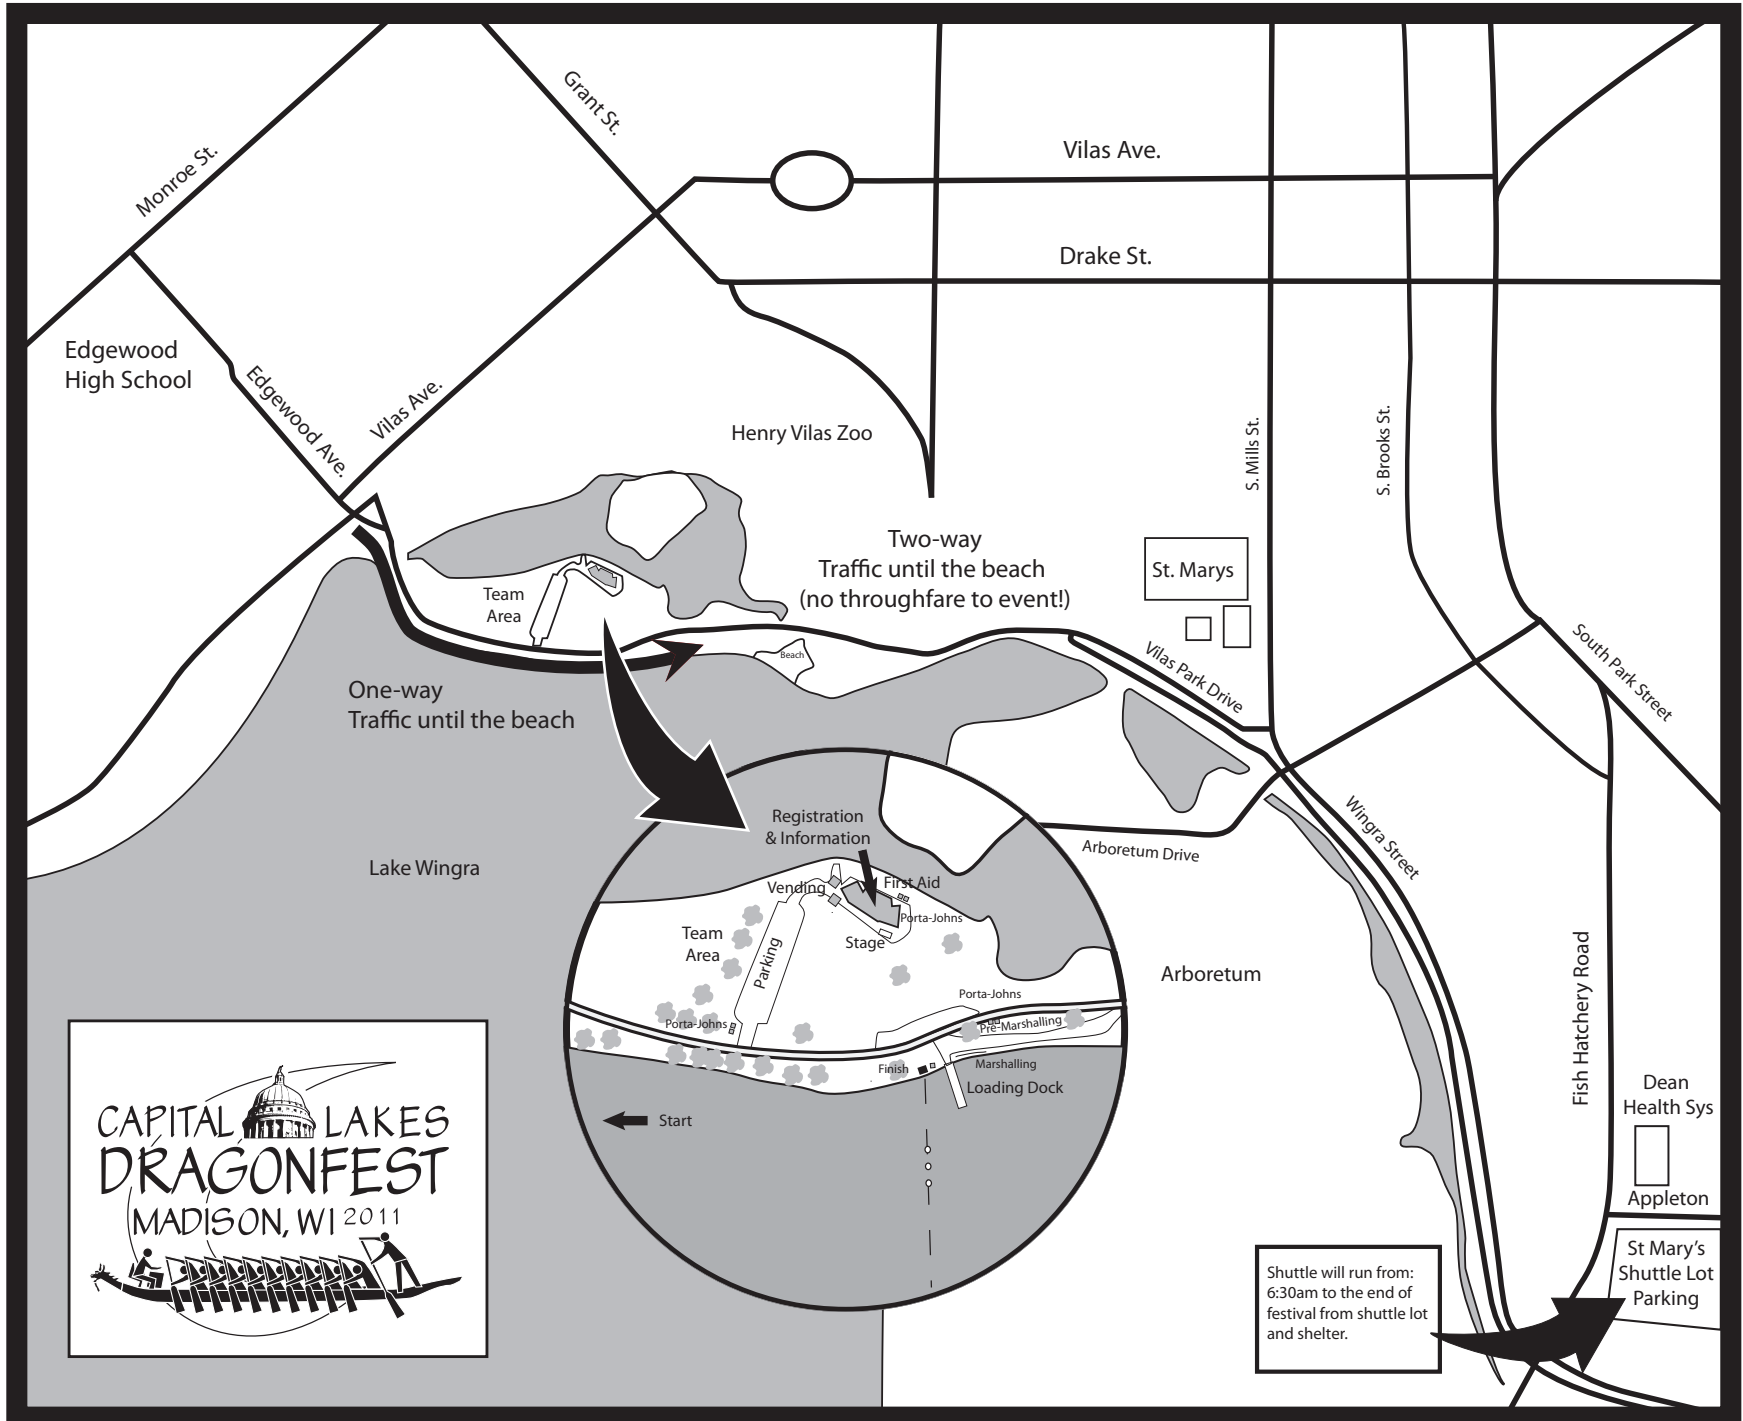 Grant St.
Monroe St.
Vilas Ave.
Drake St.
Edgewood
High School
Edgewood Ave.
Vilas Ave.
Henry Vilas Zoo
S. Mills St.
S. Brooks St.
Two-way
Traffic until the beach
(no throughfare to event!)
St. Marys
Team
Area
Beach
Vilas Park Drive
South Park Street
One-way
Traffic until the beach
Lake Wingra
Arboretum Drive
Wingra Street
Registration
& Information
Vending
First Aid
Porta-Johns
Stage
Team
Area
Parking
Porta-Johns
Porta-Johns
Pre-Marshalling
Finish
Marshalling
Loading Dock
Start
Arboretum
Fish Hatchery Road
Dean
Health Sys
Appleton
St Mary's
Shuttle Lot
Parking
Shuttle will run from:
6:30am to the end of
festival from shuttle lot
and shelter.
CAPITAL LAKES
DRAGONFEST
MADISON, WI 2011